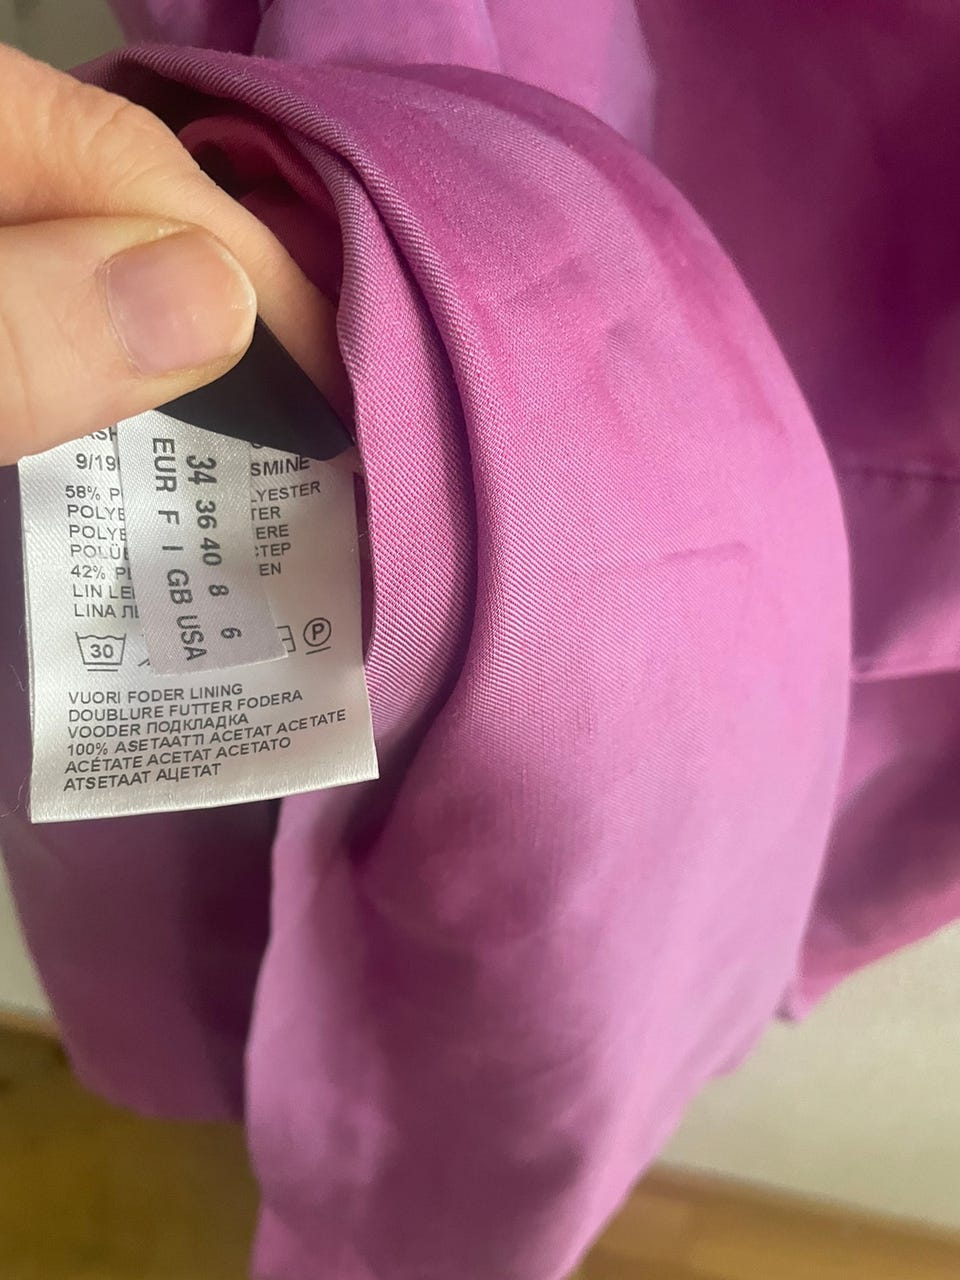 9/19
SMINE
58% P LYESTER
POLYE TER
POLYE ERE
POLÜE СТЕР
42% P EN
LIN LE
LINA Л
30 P
VUORI FODER LINING
DOUBLURE FUTTER FODERA
VOODER ПОДКЛАДКА
100% ASETAATTI ACETAT ACETATE
ACÉTATE ACETAT ACETATO
ATSETAAT АЦЕТАТ
34 36 40 8 6
EUR F I GB USA